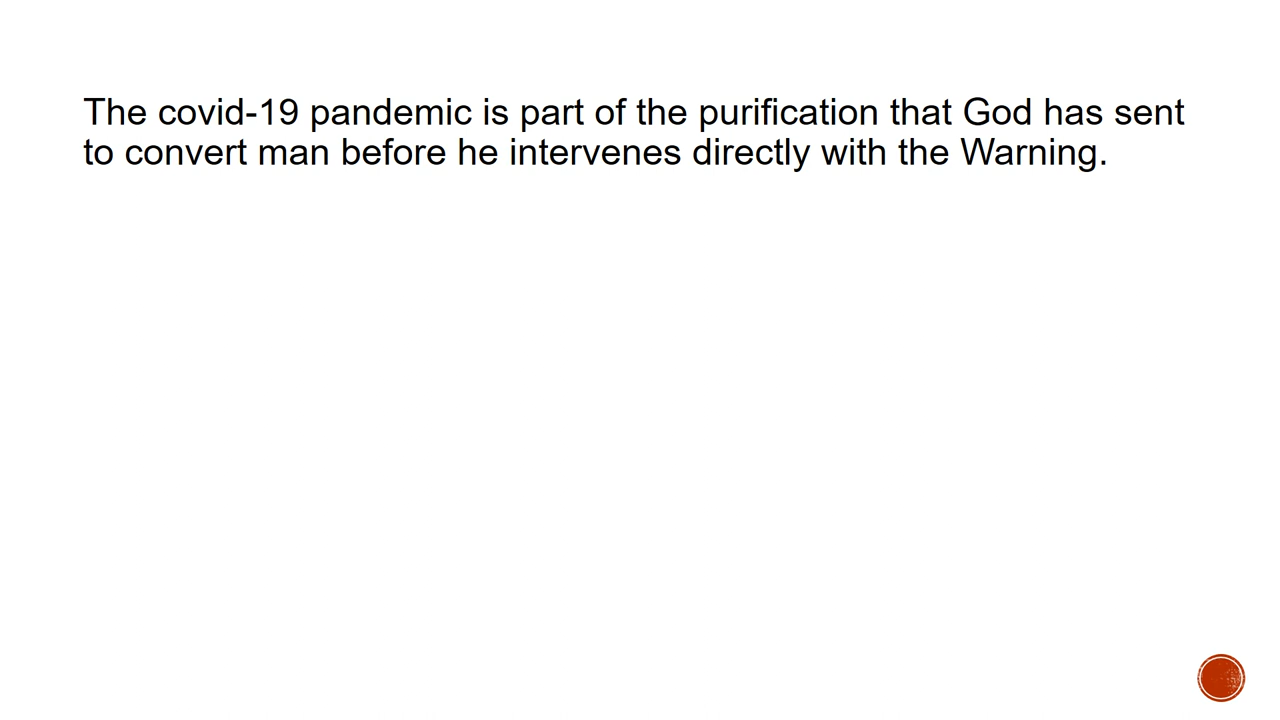 The covid-19 pandemic is part of the purification that God has sent
to convert man before he intervenes directly with the Warning.